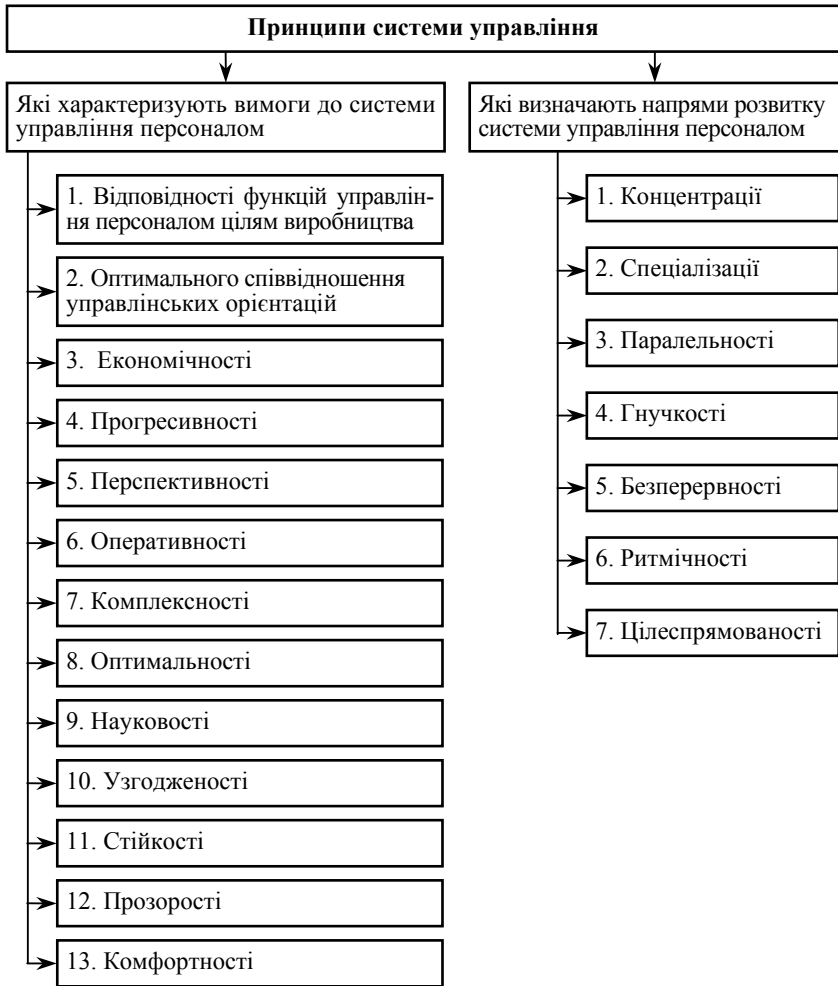 Принципи системи управління
Які характеризують вимоги до системи
управління персоналом
1. Відповідності функцій управлін-
ня персоналом цілям виробництва
2. Оптимального співвідношення
управлінських орієнтацій
3. Економічності
4. Прогресивності
5. Перспективності
6. Оперативності
7. Комплексності
8. Оптимальності
9. Науковості
10. Узгодженості
11. Стійкості
12. Прозорості
13. Комфортності
Які визначають напрями розвитку
системи управління персоналом
1. Концентрації
2. Спеціалізації
3. Паралельності
4. Гнучкості
5. Безперервності
6. Ритмічності
7. Цілеспрямованості